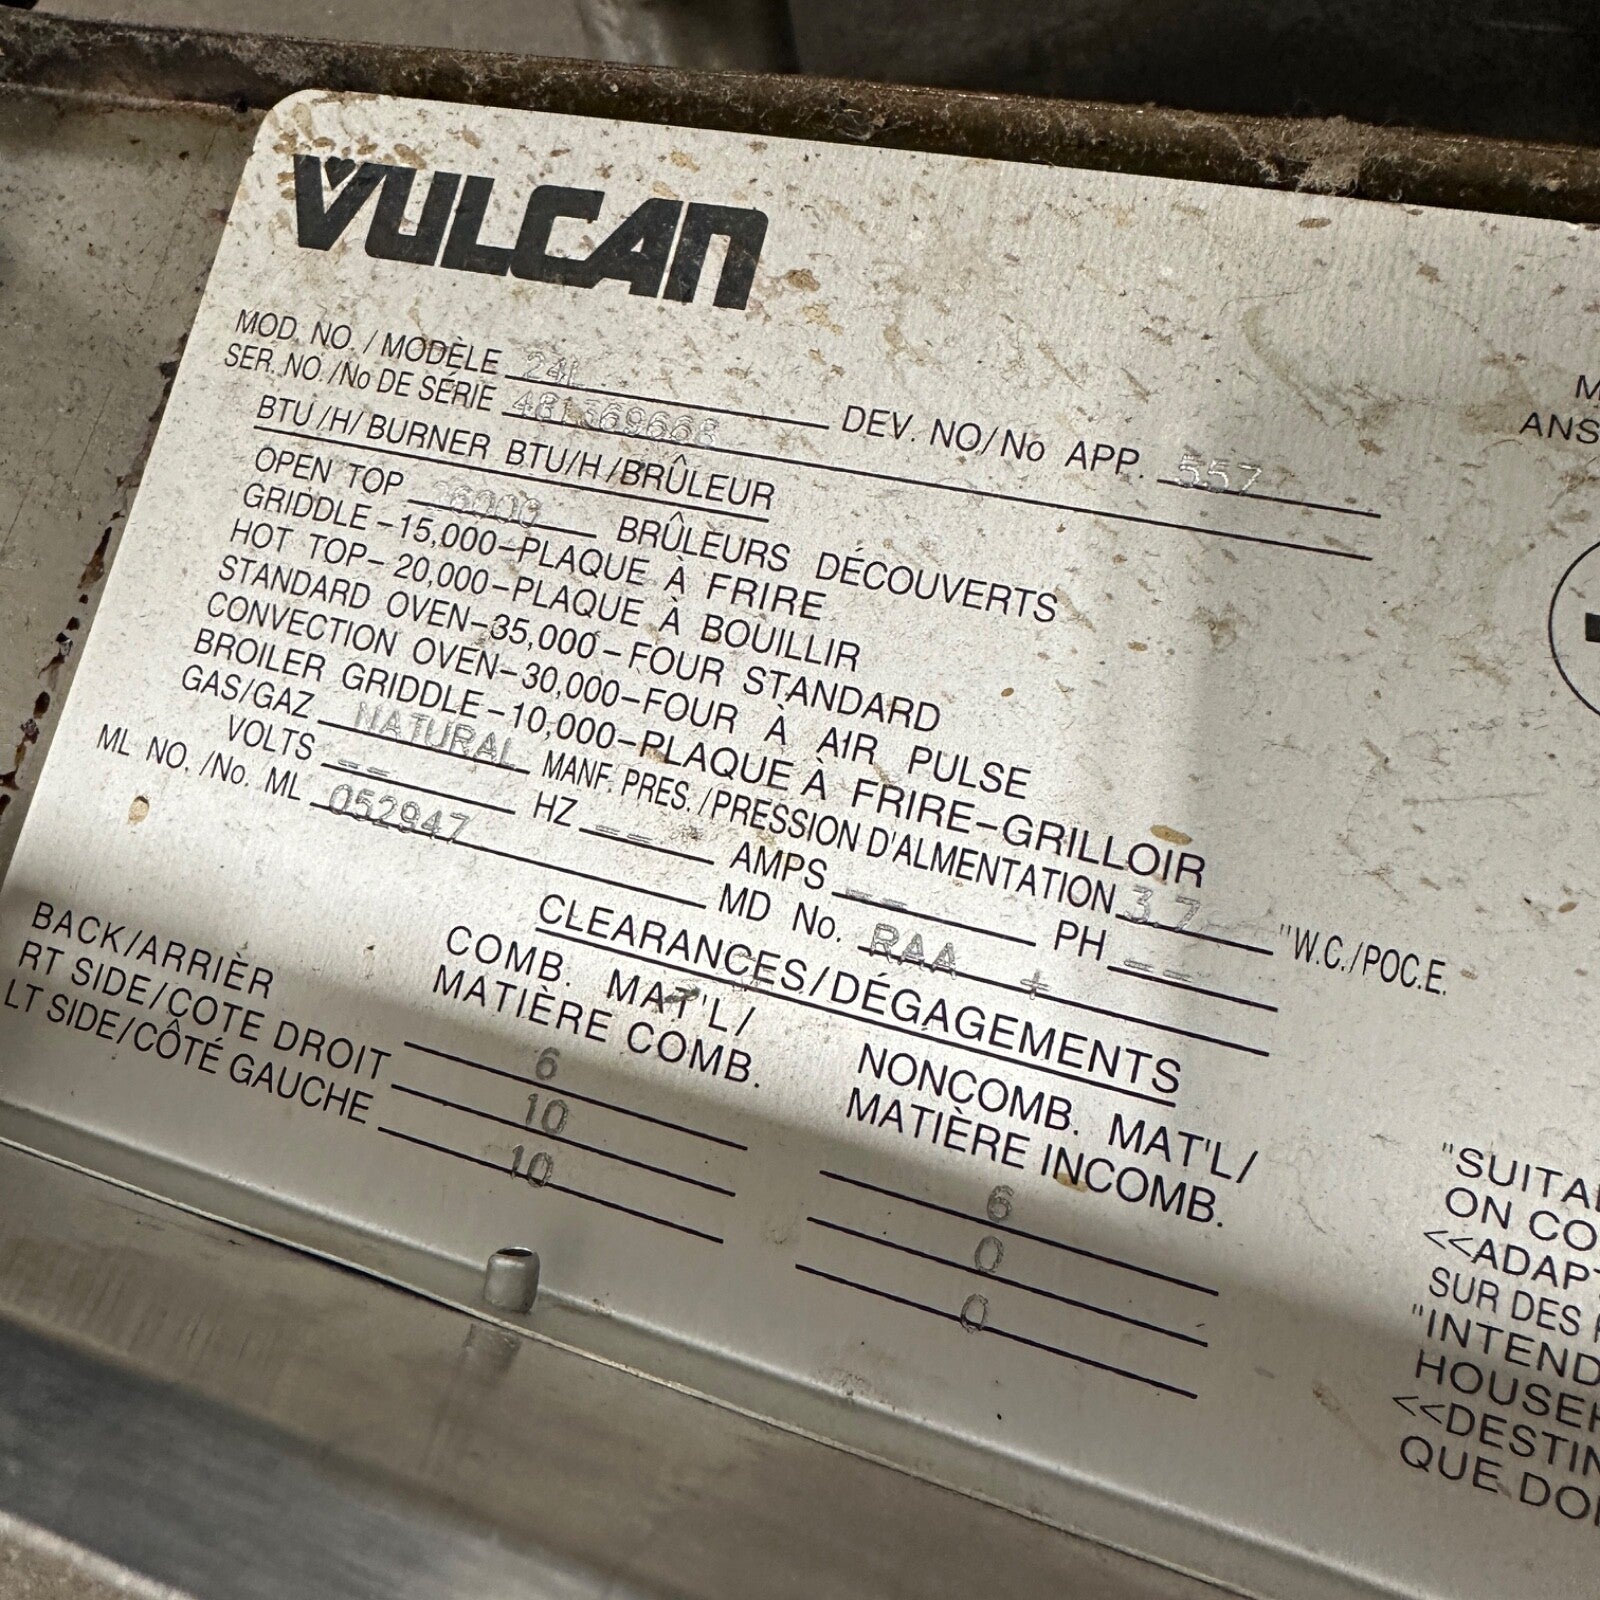 VULCAN
MOD. NO. / MODÈLE 24L DEV. NO/No APP. 557
SER. NO./No DE SÉRIE
BTU/H/BURNER BTU/H/BRÛLEUR
OPEN TOP BRÛLEURS DÉCOUVERTS
GRIDDLE-15,000-PLAQUE À FRIRE
HOT TOP-20,000-PLAQUE À BOUILLIR
STANDARD OVEN-35,000-FOUR STANDARD
CONVECTION OVEN-30,000-FOUR À AIR PULSE
BROILER GRIDDLE-10,000-PLAQUE À FRIRE-GRILLOIR
GAS/GAZ NATURAL MANF. PRES. /PRESSION D'ALMENTATION 3.7 "W.C./POC.E.
VOLTS -- HZ -- AMPS -- PH --
ML NO. /No. ML 052947 MD No. RAA +
CLEARANCES/DÉGAGEMENTS
COMB. MAT'L/ NONCOMB. MAT'L/
MATIÈRE COMB. MATIÈRE INCOMB.
BACK/ARRIÈR 6 6
RT SIDE/COTE DROIT 10 0
LT SIDE/CÔTÉ GAUCHE 10 0
M
ANS
"SUITA
ON CO
<<ADAPT
SUR DES
"INTEND
HOUSEH
<<DESTIN
QUE DO